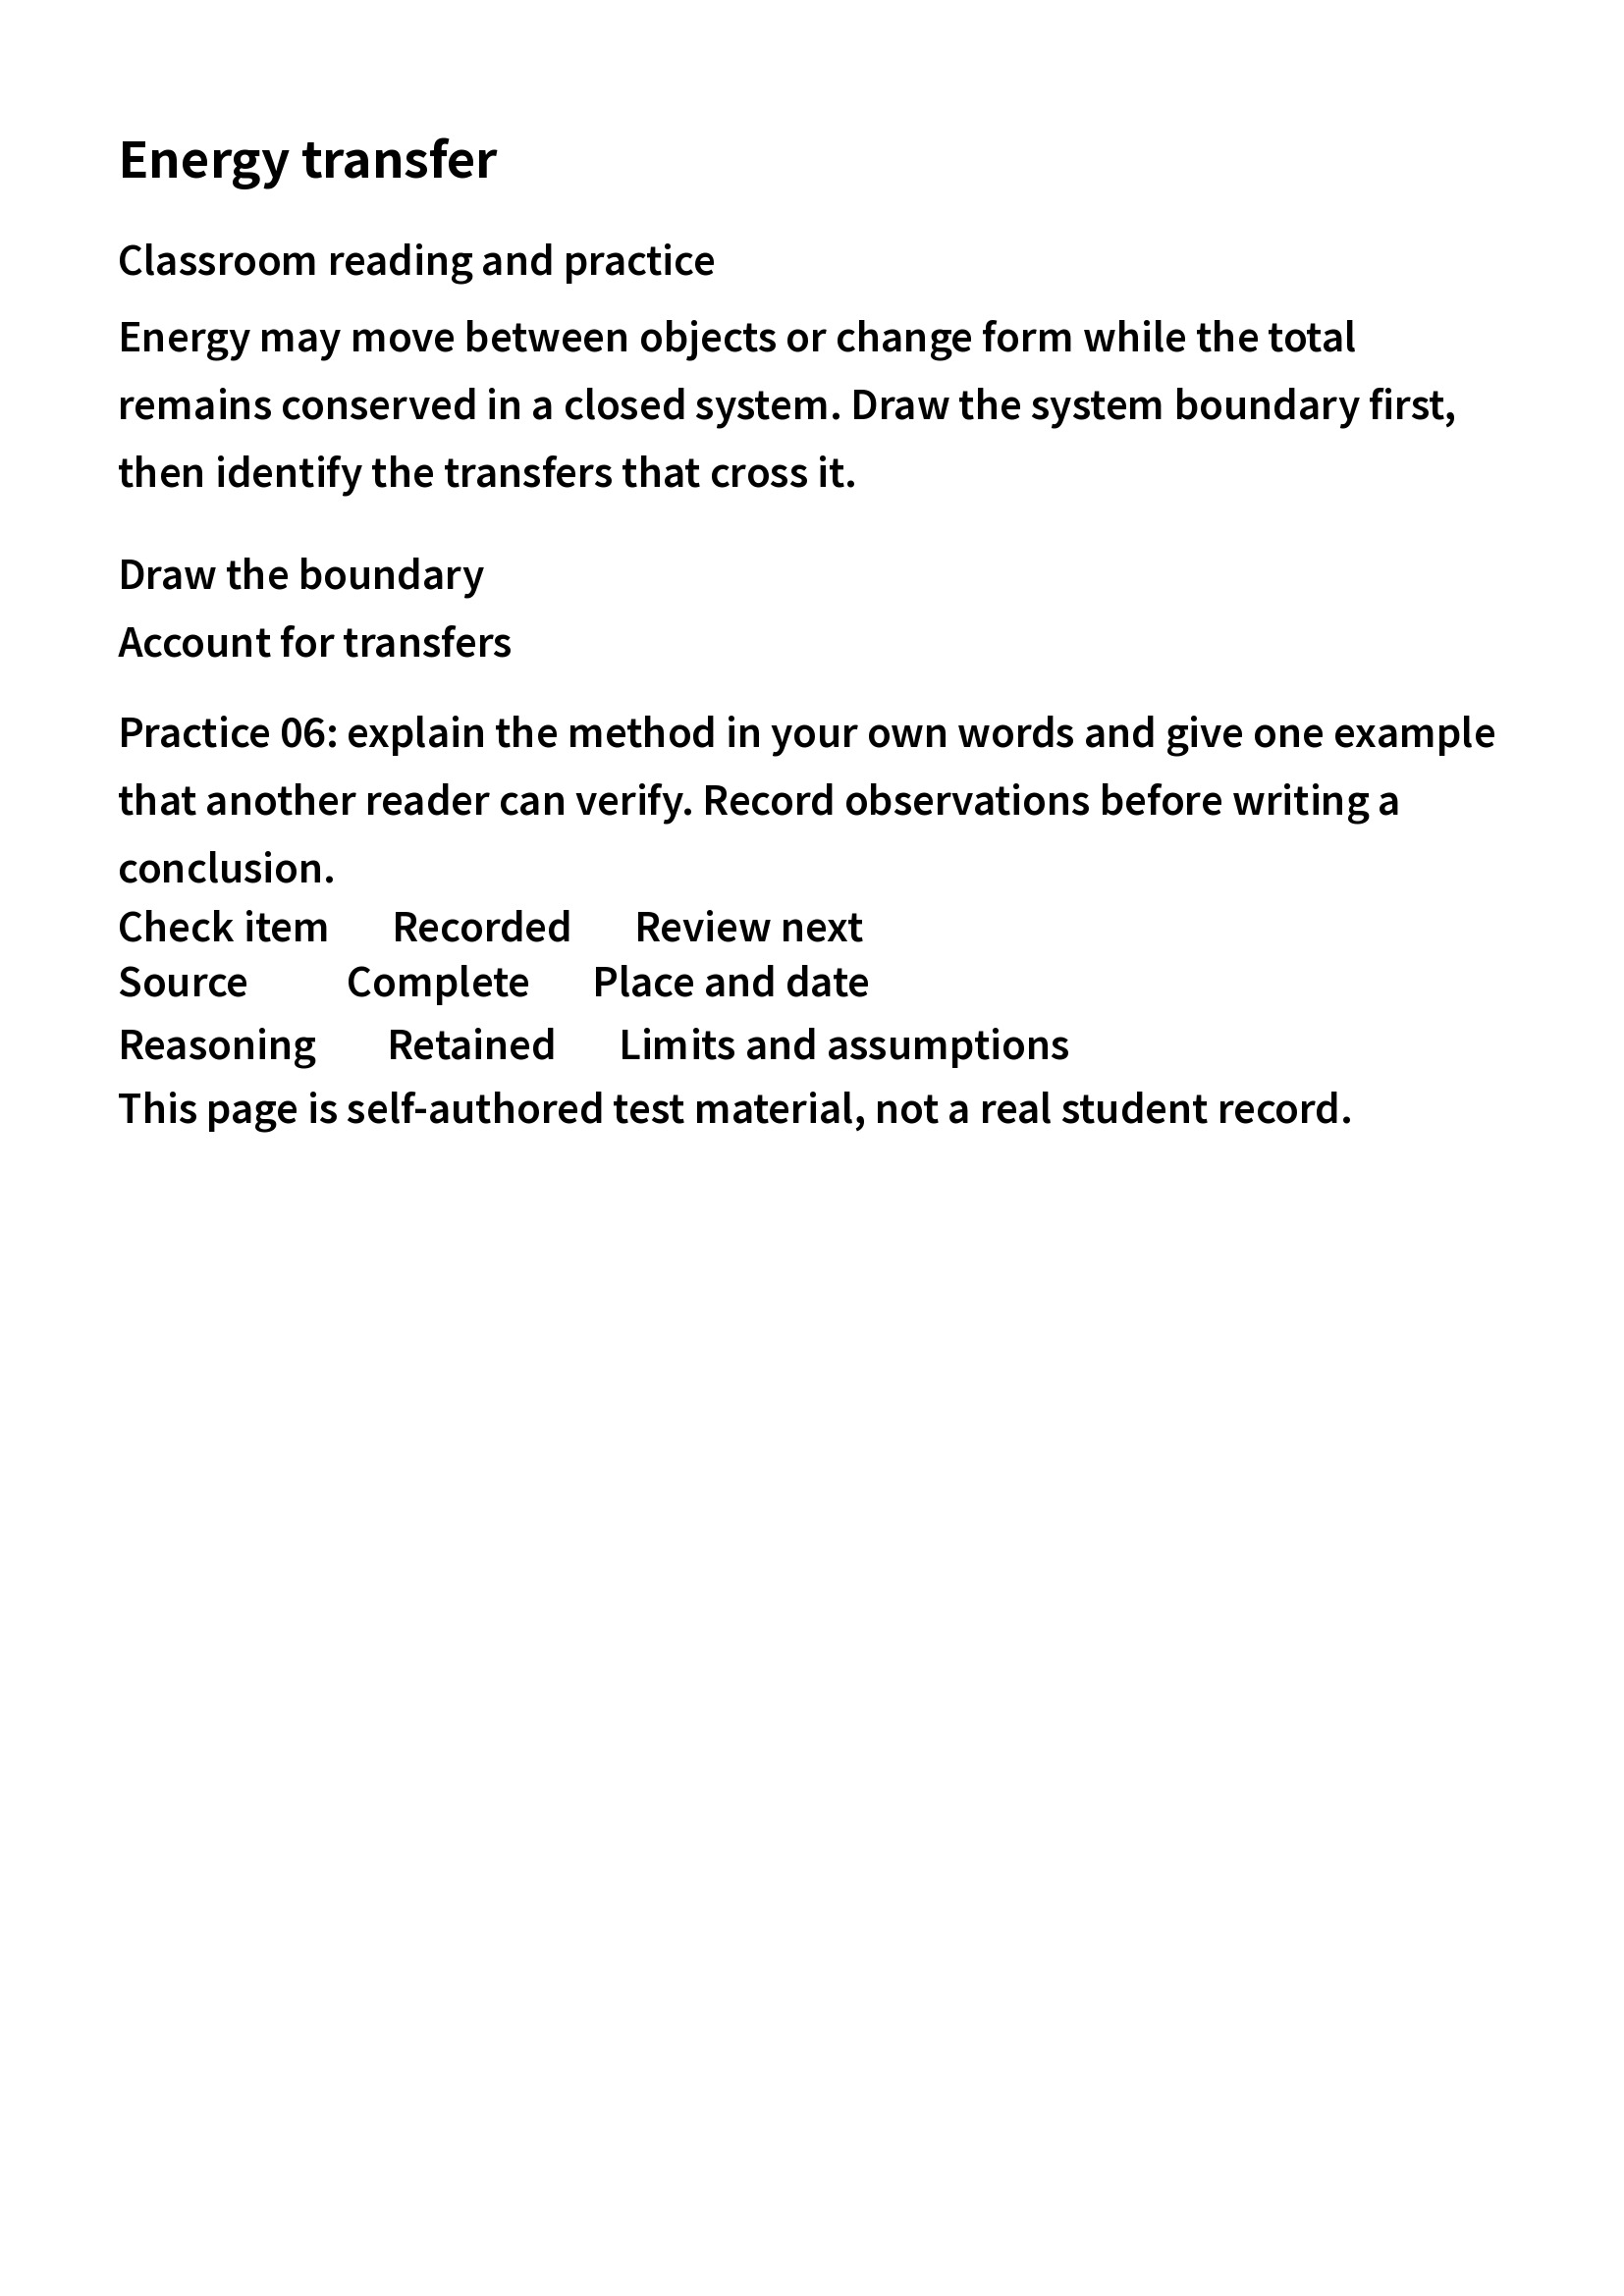 Energy transfer
Classroom reading and practice
Energy may move between objects or change form while the total
remains conserved in a closed system. Draw the system boundary first,
then identify the transfers that cross it.
Draw the boundary
Account for transfers
Practice 06: explain the method in your own words and give one example
that another reader can verify. Record observations before writing a
conclusion.
Check item Recorded Review next
Source Complete Place and date
Reasoning Retained Limits and assumptions
This page is self-authored test material, not a real student record.